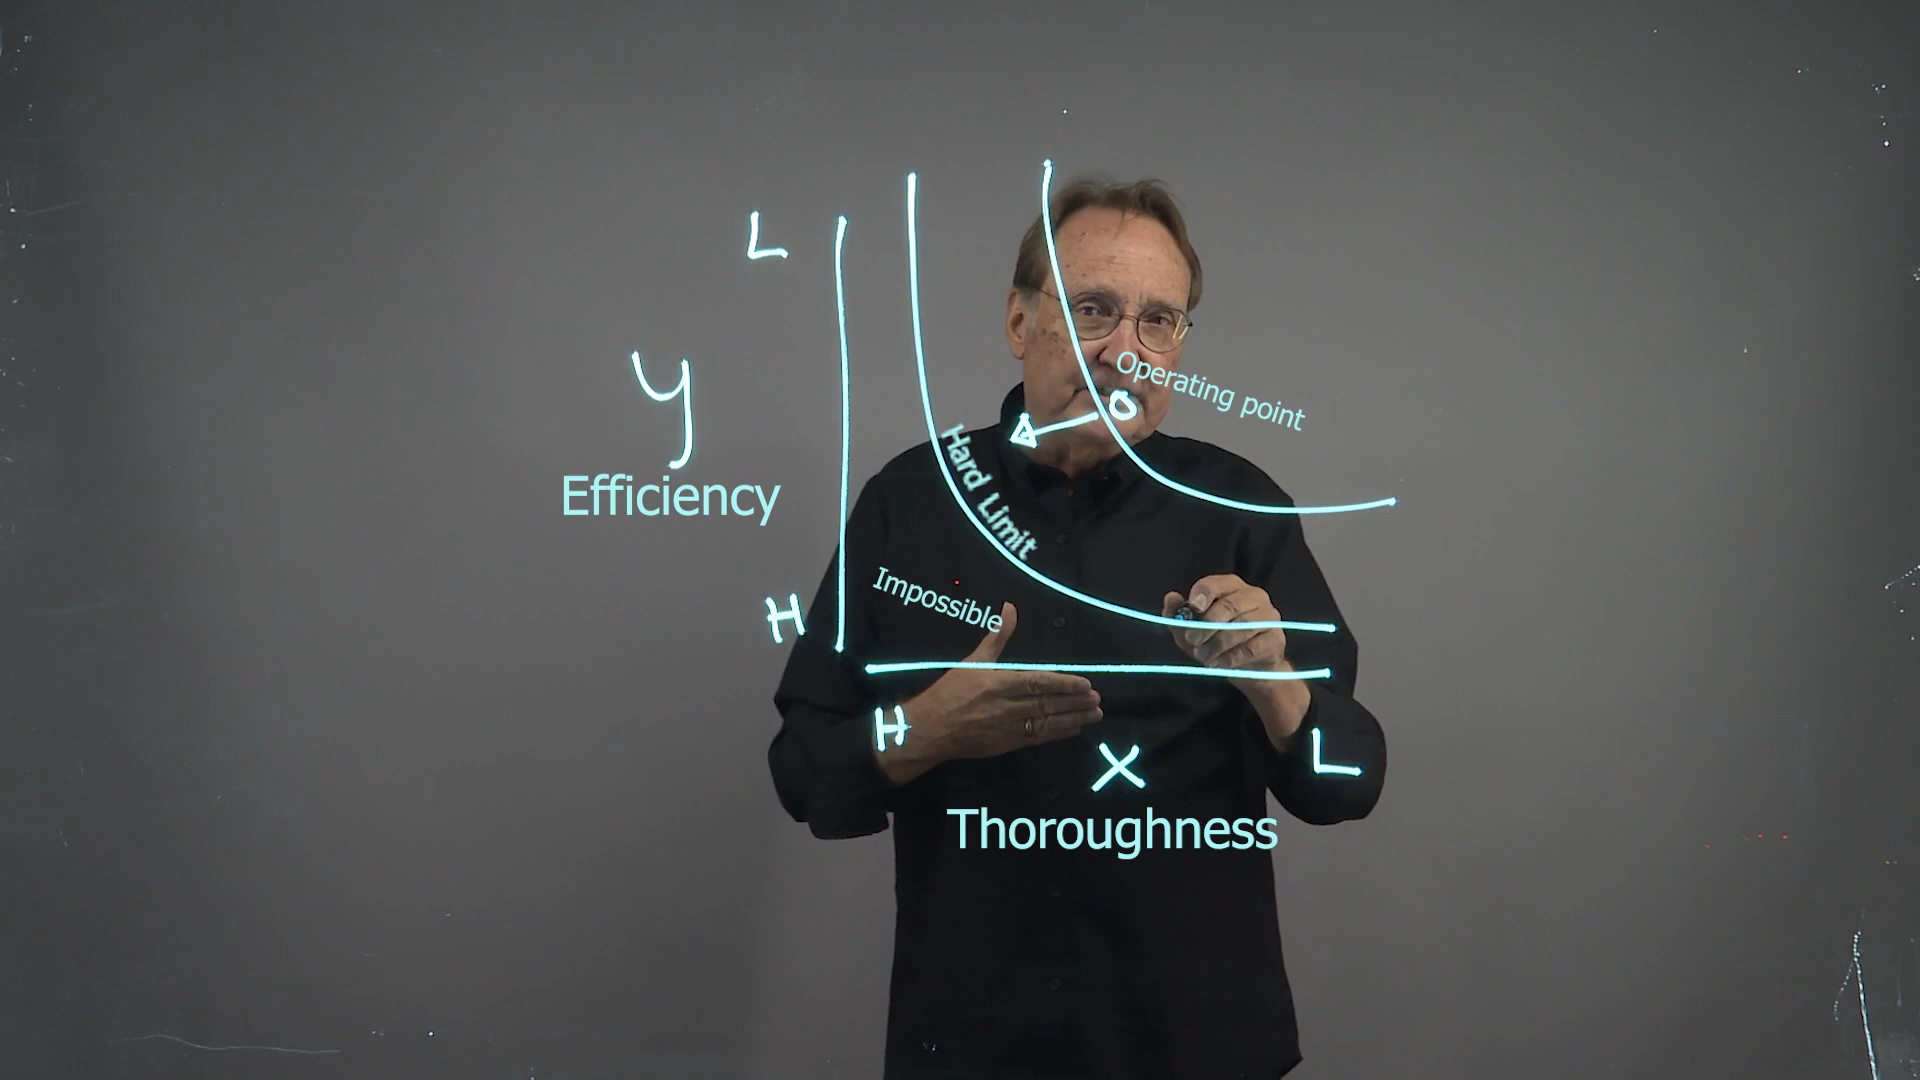 L
y
Efficiency
H
Operating point
Hard Limit
Impossible
H
X
L
Thoroughness